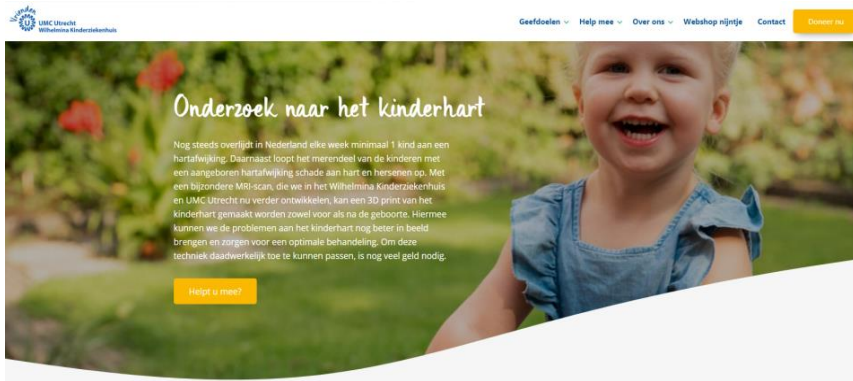 Vrienden
UMC Utrecht
Wilhelmina Kinderziekenhuis
Geefdoelen Help mee Over ons Webshop nijntje Contact Doneer nu
Onderzoek naar het kinderhart
Nog steeds overlijdt in Nederland elke week minimaal 1 kind aan een
hartafwijking. Daarnaast loopt het merendeel van de kinderen met
een aangeboren hartafwijking schade aan hart en hersenen op. Met
een bijzondere MRI-scan, die we in het Wilhelmina Kinderziekenhuis
en UMC Utrecht nu verder ontwikkelen, kan een 3D print van het
kinderhart gemaakt worden zowel voor als na de geboorte. Hiermee
kunnen we de problemen aan het kinderhart nog beter in beeld
brengen en zorgen voor een optimale behandeling. Om deze
techniek daadwerkelijk toe te kunnen passen, is nog veel geld nodig.
Helpt u mee?